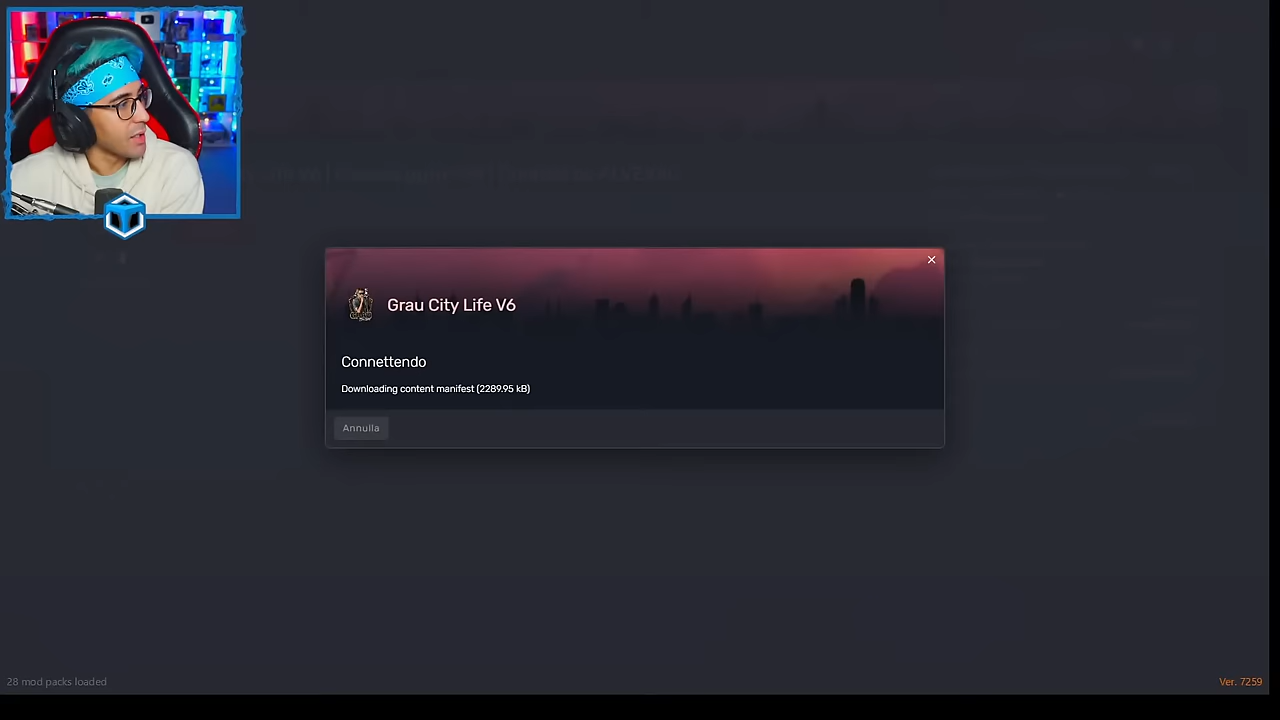 Grau City Life V6
Connettendo
Downloading content manifest (2289.95 kB)
Annulla
28 mod packs loaded
Ver. 7259